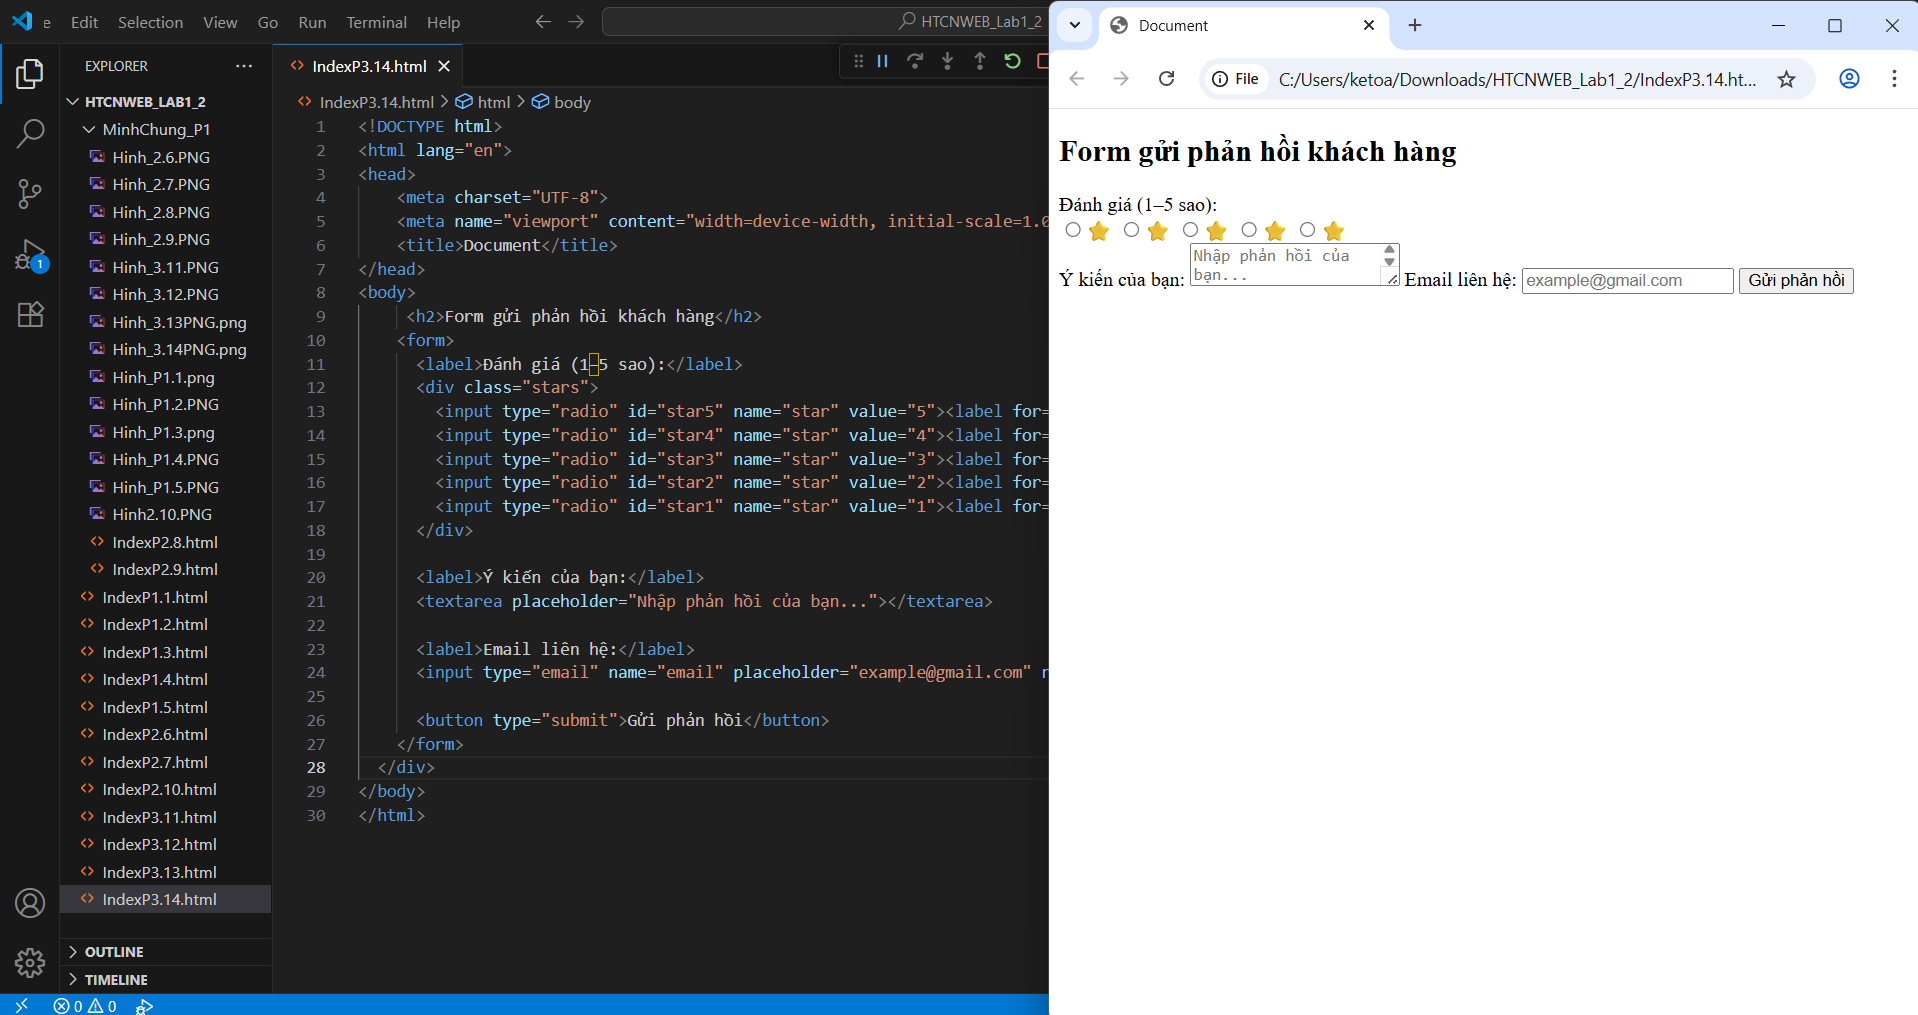 e Edit Selection View Go Run Terminal Help
HTCNWEB_Lab1_2
EXPLORER
HTCNWEB_LAB1_2
MinhChung_P1
Hinh_2.6.PNG
Hinh_2.7.PNG
Hinh_2.8.PNG
Hinh_2.9.PNG
Hinh_3.11.PNG
Hinh_3.12.PNG
Hinh_3.13PNG.png
Hinh_3.14PNG.png
Hinh_P1.1.png
Hinh_P1.2.PNG
Hinh_P1.3.png
Hinh_P1.4.PNG
Hinh_P1.5.PNG
Hinh2.10.PNG
IndexP2.8.html
IndexP2.9.html
IndexP1.1.html
IndexP1.2.html
IndexP1.3.html
IndexP1.4.html
IndexP1.5.html
IndexP2.6.html
IndexP2.7.html
IndexP2.10.html
IndexP3.11.html
IndexP3.12.html
IndexP3.13.html
IndexP3.14.html
OUTLINE
TIMELINE
1
0 0
IndexP3.14.html
IndexP3.14.html > html > body
1 <!DOCTYPE html>
2 <html lang="en">
3 <head>
4 <meta charset="UTF-8">
5 <meta name="viewport" content="width=device-width, initial-scale=1.0
6 <title>Document</title>
7 </head>
8 <body>
9 <h2>Form gửi phản hồi khách hàng</h2>
10 <form>
11 <label>Đánh giá (1–5 sao):</label>
12 <div class="stars">
13 <input type="radio" id="star5" name="star" value="5"><label for=
14 <input type="radio" id="star4" name="star" value="4"><label for=
15 <input type="radio" id="star3" name="star" value="3"><label for=
16 <input type="radio" id="star2" name="star" value="2"><label for=
17 <input type="radio" id="star1" name="star" value="1"><label for=
18 </div>
19
20 <label>Ý kiến của bạn:</label>
21 <textarea placeholder="Nhập phản hồi của bạn..."></textarea>
22
23 <label>Email liên hệ:</label>
24 <input type="email" name="email" placeholder="example@gmail.com" r
25
26 <button type="submit">Gửi phản hồi</button>
27 </form>
28 </div>
29 </body>
30 </html>
Document
File C:/Users/ketoa/Downloads/HTCNWEB_Lab1_2/IndexP3.14.ht...
Form gửi phản hồi khách hàng
Đánh giá (1–5 sao):
Nhập phản hồi của
bạn...
Ý kiến của bạn: Email liên hệ: example@gmail.com Gửi phản hồi